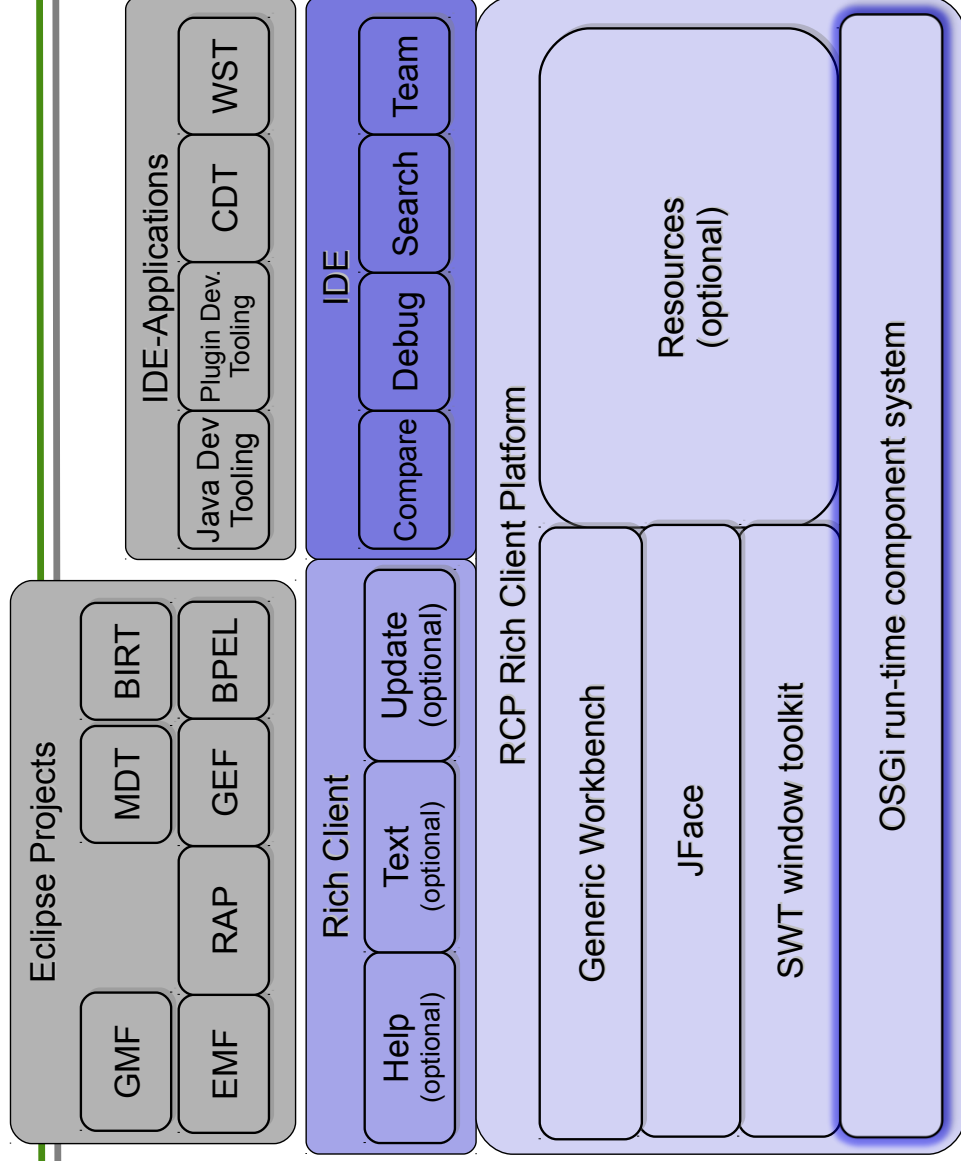 Eclipse Projects
GMF
MDT
BIRT
EMF
RAP
GEF
BPEL
IDE-Applications
Java Dev
Tooling
Plugin Dev.
Tooling
CDT
WST
Rich Client
Help
(optional)
Text
(optional)
Update
(optional)
IDE
Compare
Debug
Search
Team
RCP Rich Client Platform
Generic Workbench
JFace
SWT window toolkit
Resources
(optional)
OSGi run-time component system